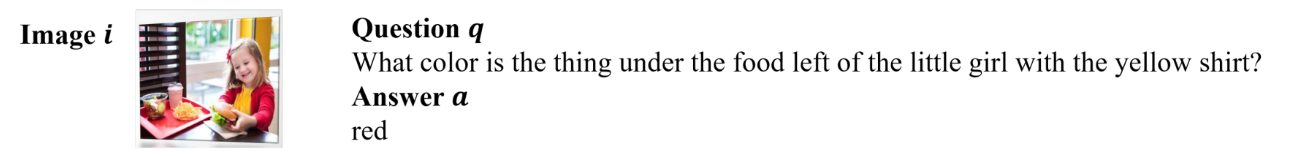 Image i
Question q
What color is the thing under the food left of the little girl with the yellow shirt?
Answer a
red